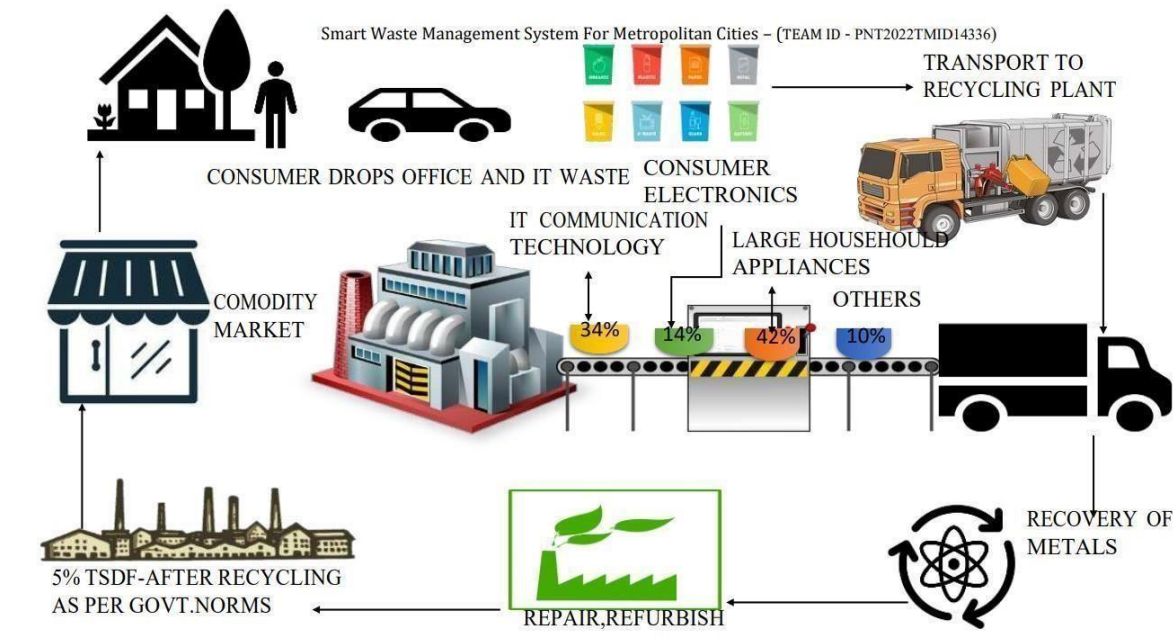 Smart Waste Management System For Metropolitan Cities – (TEAM ID - PNT2022TMID14336)
TRANSPORT TO
RECYCLING PLANT
CONSUMER DROPS OFFICE AND IT WASTE
CONSUMER
ELECTRONICS
IT COMMUNICATION
TECHNOLOGY
LARGE HOUSEHOULD
APPLIANCES
OTHERS
COMODITY
MARKET
34%
14%
42%
10%
RECOVERY OF
METALS
5% TSDF-AFTER RECYCLING
AS PER GOVT.NORMS
REPAIR,REFURBISH